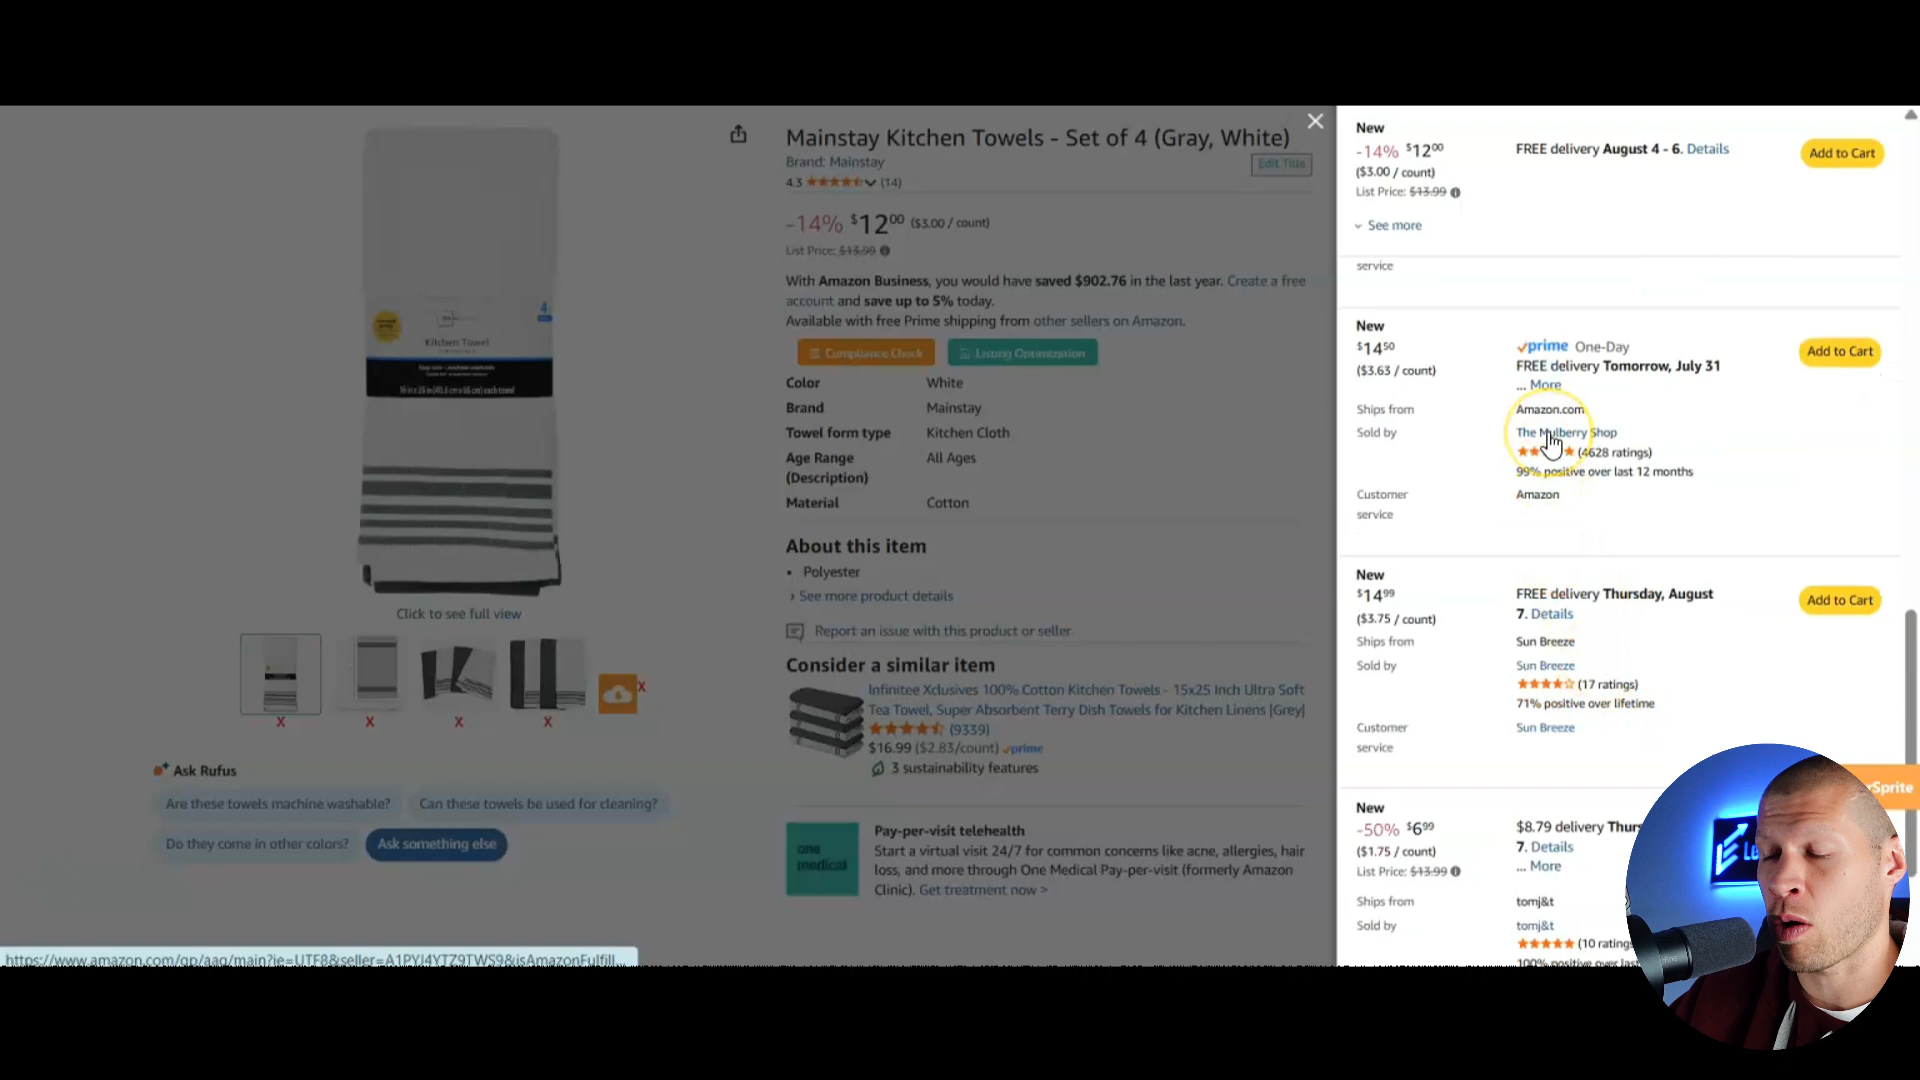 Mainstay Kitchen Towels - Set of 4 (Gray, White)
Brand: Mainstay
Edit Title
4.3 (14)
-14% $12⁰⁰ ($3.00 / count)
List Price: $13.99
With Amazon Business, you would have saved $902.76 in the last year. Create a free
account and save up to 5% today.
Available with free Prime shipping from other sellers on Amazon.
Compliance Check
Listing Optimization
Color White
Brand Mainstay
Towel form type Kitchen Cloth
Age Range
(Description) All Ages
Material Cotton
About this item
• Polyester
› See more product details
Report an issue with this product or seller
Consider a similar item
Infinitee Xclusives 100% Cotton Kitchen Towels - 15x25 Inch Ultra Soft
Tea Towel, Super Absorbent Terry Dish Towels for Kitchen Linens |Grey|
(9339)
$16.99 ($2.83/count) prime
3 sustainability features
one
medical
Pay-per-visit telehealth
Start a virtual visit 24/7 for common concerns like acne, allergies, hair
loss, and more through One Medical Pay-per-visit (formerly Amazon
Clinic). Get treatment now >
4
Kitchen Towel
Click to see full view
X
X X X X
Ask Rufus
Are these towels machine washable?
Can these towels be used for cleaning?
Do they come in other colors?
Ask something else
https://www.amazon.com/gp/aag/main?ie=UTF8&seller=A1PYJ4YTZ9TWS9&isAmazonFulfill...
New
-14% $12⁰⁰
($3.00 / count)
List Price: $13.99
FREE delivery August 4 - 6. Details
Add to Cart
See more
service
New
$14⁵⁰
($3.63 / count)
prime One-Day
FREE delivery Tomorrow, July 31
... More
Add to Cart
Ships from Amazon.com
Sold by The Mulberry Shop
(4628 ratings)
99% positive over last 12 months
Customer
service Amazon
New
$14⁹⁹
($3.75 / count)
FREE delivery Thursday, August
7. Details
Add to Cart
Ships from Sun Breeze
Sold by Sun Breeze
(17 ratings)
71% positive over lifetime
Customer
service Sun Breeze
New
-50% $6⁹⁹
($1.75 / count)
List Price: $13.99
$8.79 delivery Thur
7. Details
... More
Ships from tomj&t
Sold by tomj&t
(10 ratings
100% positive over las
rSprite
Le